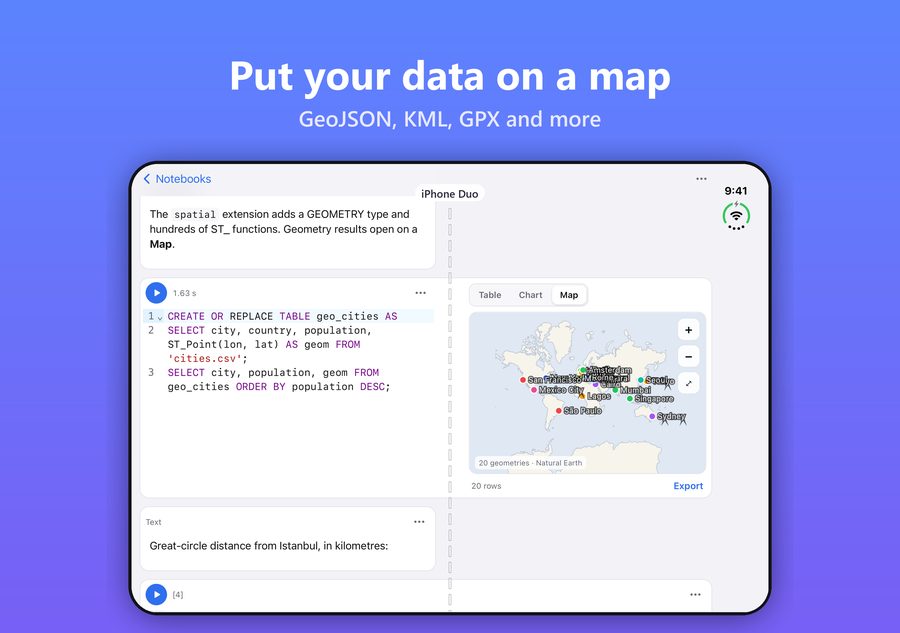 Put your data on a map
GeoJSON, KML, GPX and more
Notebooks
iPhone Duo
9:41
The spatial extension adds a GEOMETRY type and
hundreds of ST_ functions. Geometry results open on a
Map.
1.63 s
1 CREATE OR REPLACE TABLE geo_cities AS
2 SELECT city, country, population,
ST_Point(lon, lat) AS geom FROM
'cities.csv';
3 SELECT city, population, geom FROM
geo_cities ORDER BY population DESC;
Table Chart Map
Amsterdam
San Francisco
Cairo
Mexico City
Mumbai
Lagos
Singapore
São Paulo
Sydney
20 geometries · Natural Earth
20 rows
Export
Text
Great-circle distance from Istanbul, in kilometres:
[4]